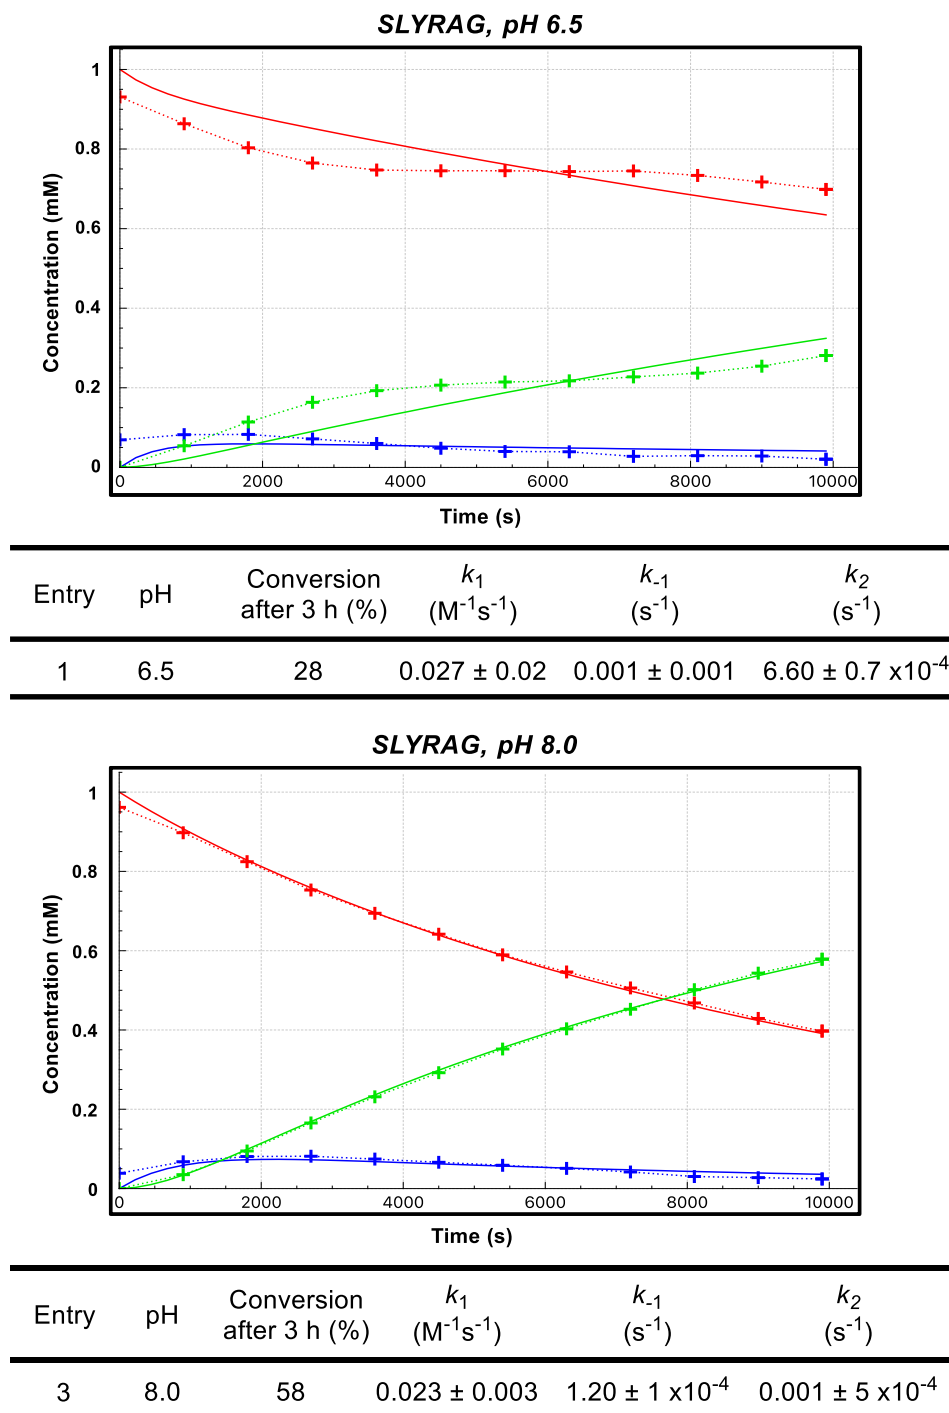 SLYRAG, pH 6.5
1
0.8
0.6
0.4
0.2
0
Concentration (mM)
0 2000 4000 6000 8000 10000
Time (s)
Entry pH Conversion after 3 h (%) k1 (M-1s-1) k-1 (s-1) k2 (s-1)
1 6.5 28 0.027 ± 0.02 0.001 ± 0.001 6.60 ± 0.7 x10-4
SLYRAG, pH 8.0
1
0.8
0.6
0.4
0.2
0
Concentration (mM)
0 2000 4000 6000 8000 10000
Time (s)
Entry pH Conversion after 3 h (%) k1 (M-1s-1) k-1 (s-1) k2 (s-1)
3 8.0 58 0.023 ± 0.003 1.20 ± 1 x10-4 0.001 ± 5 x10-4